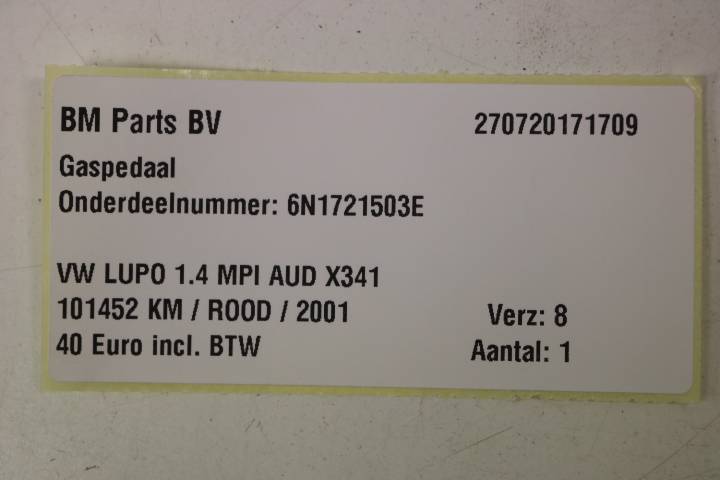 BM Parts BV 270720171709
Gaspedaal
Onderdeelnummer: 6N1721503E
VW LUPO 1.4 MPI AUD X341
101452 KM / ROOD / 2001 Verz: 8
40 Euro incl. BTW Aantal: 1